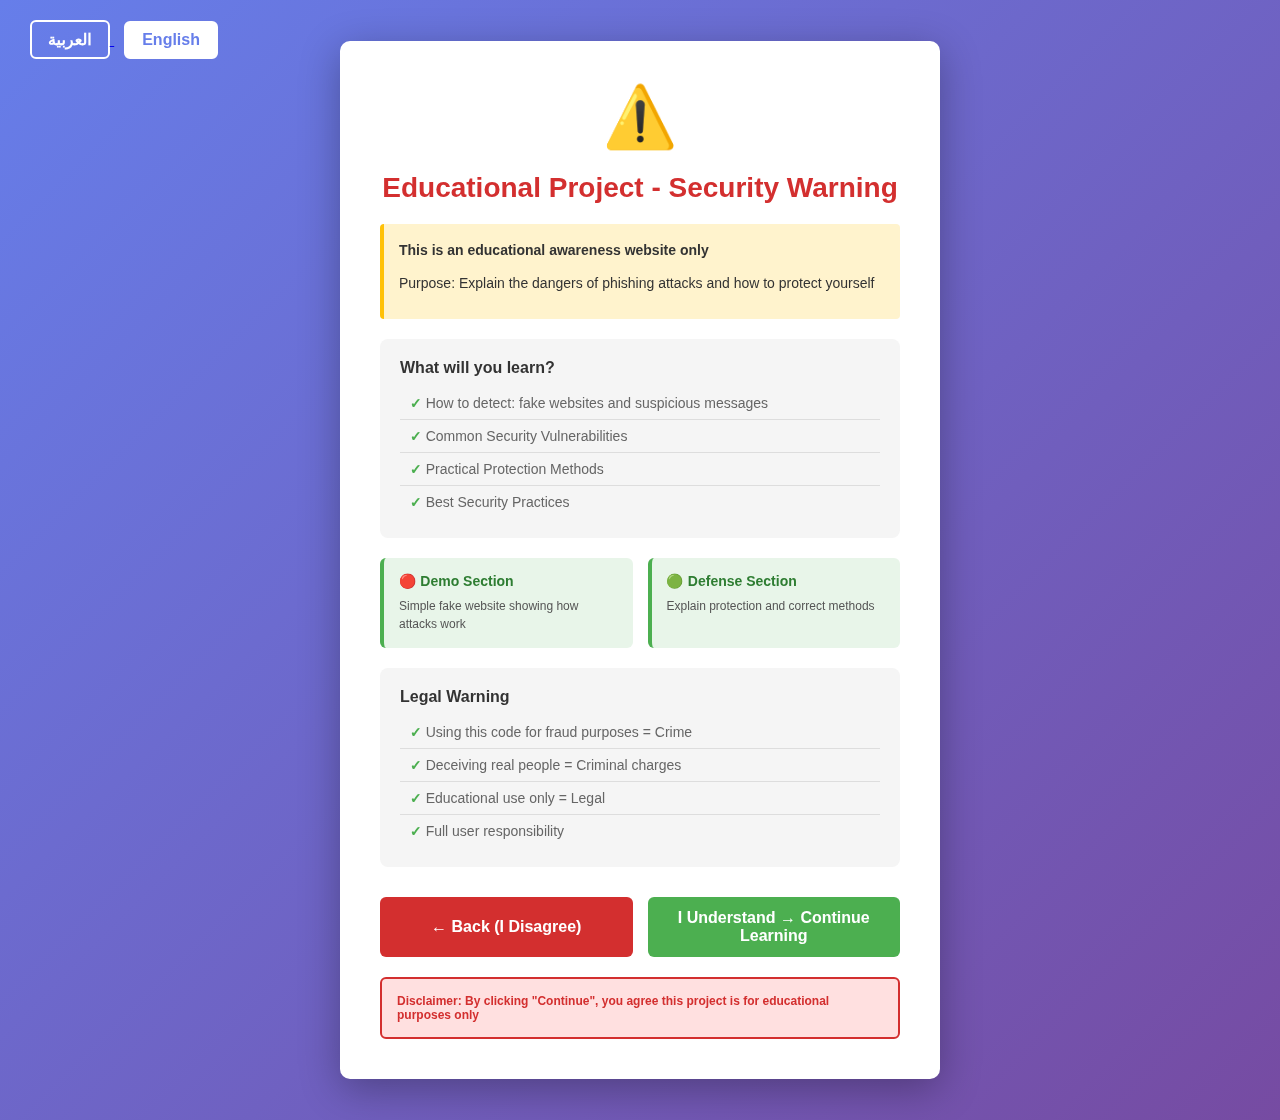 العربية
English
Educational Project - Security Warning
This is an educational awareness website only
Purpose: Explain the dangers of phishing attacks and how to protect yourself
What will you learn?
✓ How to detect: fake websites and suspicious messages
✓ Common Security Vulnerabilities
✓ Practical Protection Methods
✓ Best Security Practices
🔴 Demo Section
Simple fake website showing how
attacks work
🟢 Defense Section
Explain protection and correct methods
Legal Warning
✓ Using this code for fraud purposes = Crime
✓ Deceiving real people = Criminal charges
✓ Educational use only = Legal
✓ Full user responsibility
← Back (I Disagree)
I Understand → Continue
Learning
Disclaimer: By clicking "Continue", you agree this project is for educational
purposes only